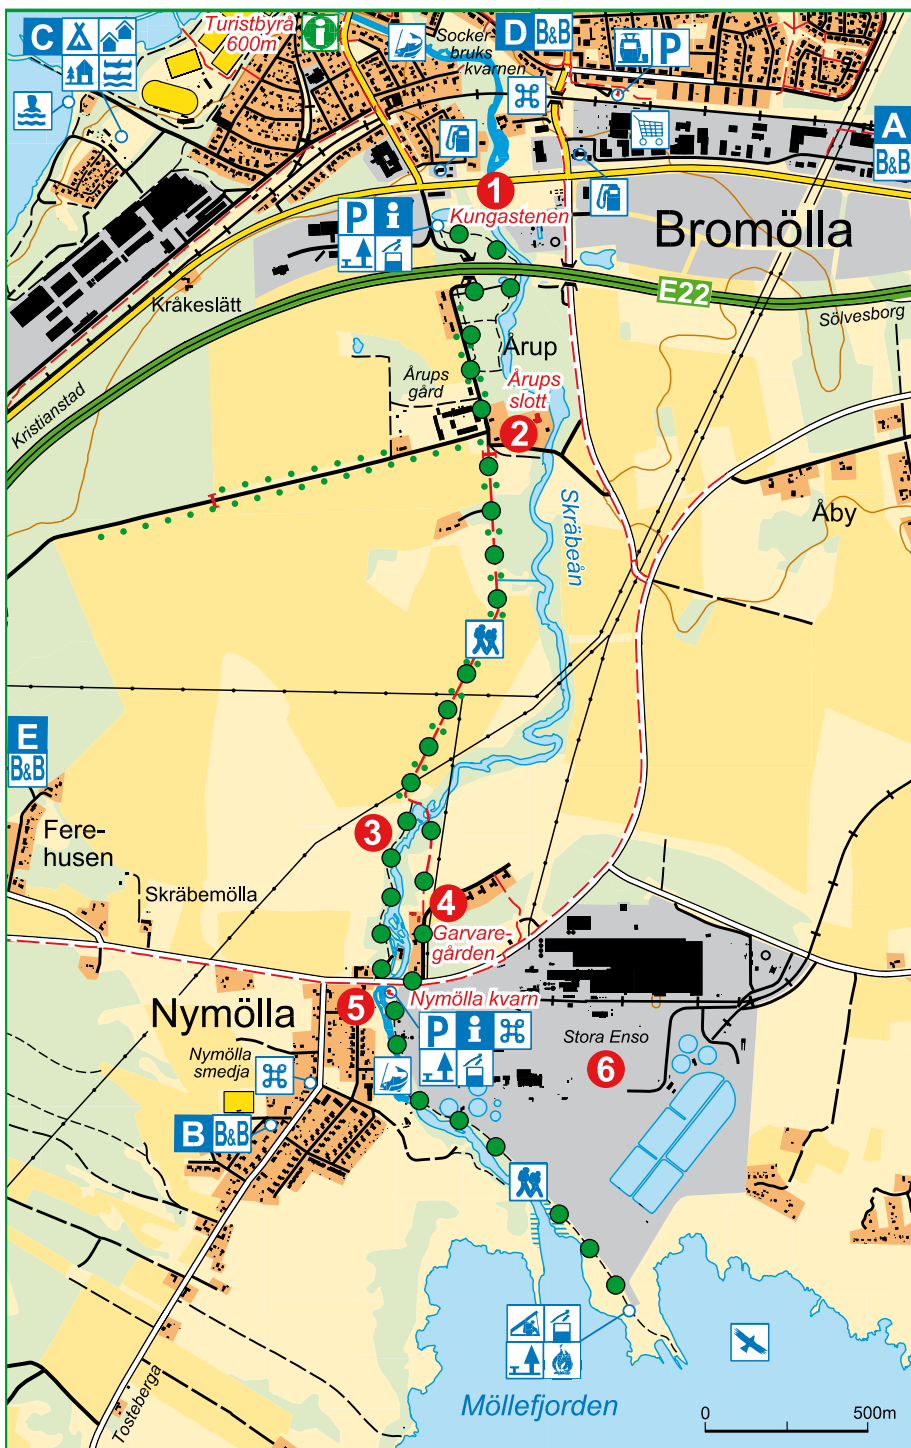 C
Turistbyrå
600m
i
Socker-
bruks
kvarnen
D B&B
P
A
B&B
1
Kungastenen
P i
Bromölla
E22
Kråkeslätt
Sölvesborg
Årup
Kristianstad
Årups
gård
Årups
slott
2
Åby
Skräbeån
E
B&B
Fere-
husen
3
Skräbemölla
4
Garvare-
gården
Nymölla kvarn
5
Nymölla
P i
Stora Enso
6
Nymölla
smedja
B B&B
Tosteberga
Möllefjorden
0 500m